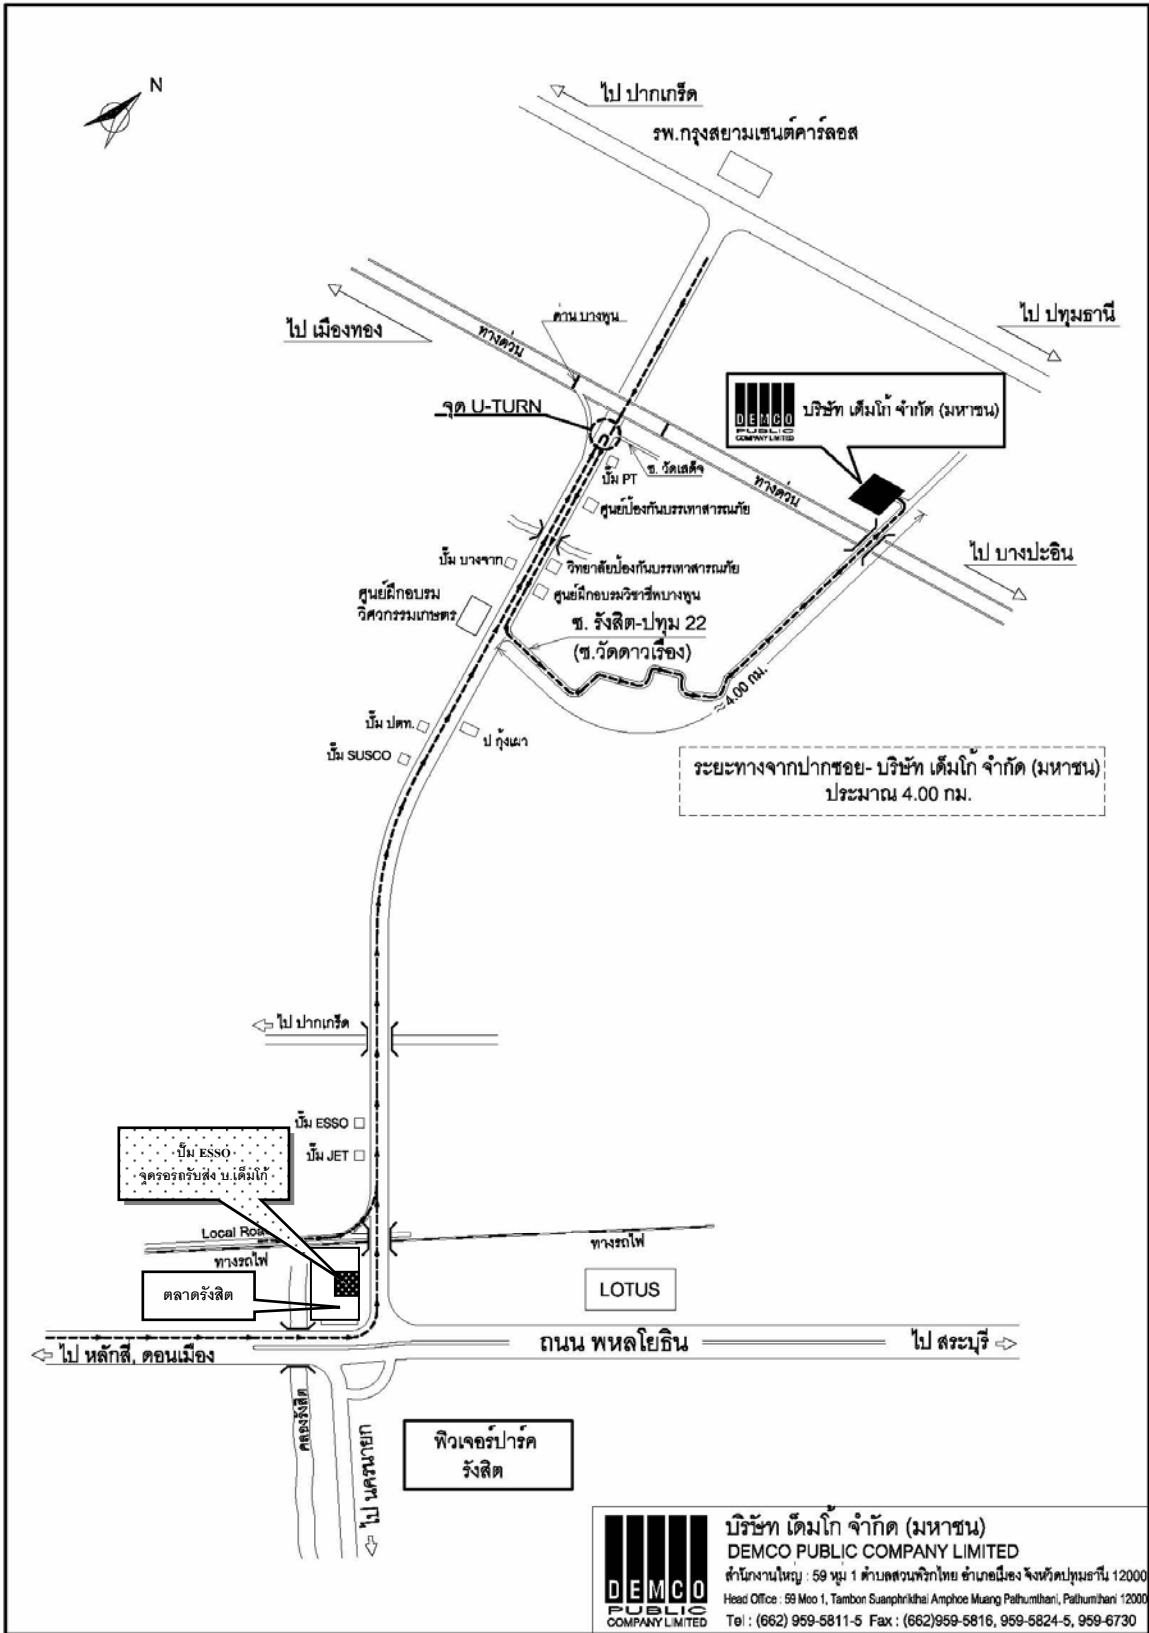 N
ไป ปากเกร็ด
รพ.กรุงสยามเซนต์คาร์ลอส
ไป เมืองทอง
ด่าน บางพูน
ทางด่วน
ไป ปทุมธานี
จุด U-TURN
DEMCO
PUBLIC
COMPANY LIMITED
บริษัท เด็มโก้ จำกัด (มหาชน)
ซ. วัดเสด็จ
ปั๊ม PT
ทางด่วน
ศูนย์ป้องกันบรรเทาสารณภัย
ไป บางปะอิน
ปั๊ม บางจาก
วิทยาลัยป้องกันบรรเทาสารณภัย
ศูนย์ฝึกอบรม
วิศวกรรมเกษตร
ศูนย์ฝึกอบรมวิชาชีพบางพูน
ซ. รังสิต-ปทุม 22
(ซ.วัดดาวเรือง)
≈ 4.00 กม.
ปั๊ม ปตท.
ป กุ้งเผา
ปั๊ม SUSCO
ระยะทางจากปากซอย- บริษัท เด็มโก้ จำกัด (มหาชน)
ประมาณ 4.00 กม.
ไป ปากเกร็ด
ปั๊ม ESSO
ปั๊ม JET
ปั๊ม ESSO
จุดรอรถรับส่ง บ.เด็มโก้
Local Roa
ทางรถไฟ
ทางรถไฟ
ตลาดรังสิต
LOTUS
ไป หลักสี่, ดอนเมือง
ถนน พหลโยธิน
ไป สระบุรี
คลองรังสิต
ไป นครนายก
ฟิวเจอร์ปาร์ค
รังสิต
DEMCO
PUBLIC
COMPANY LIMITED
บริษัท เด็มโก้ จำกัด (มหาชน)
DEMCO PUBLIC COMPANY LIMITED
สำนักงานใหญ่ : 59 หมู่ 1 ตำบลสวนพริกไทย อำเภอเมือง จังหวัดปทุมธานี 12000
Head Office : 59 Moo 1, Tambon Suanphrikthai Amphoe Muang Pathumthani, Pathumthani 12000
Tel : (662) 959-5811-5 Fax : (662)959-5816, 959-5824-5, 959-6730